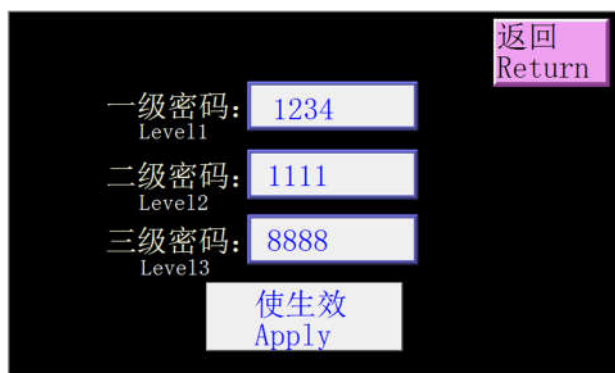 返回
Return
一级密码: 1234
Level1
二级密码: 1111
Level2
三级密码: 8888
Level3
使生效
Apply